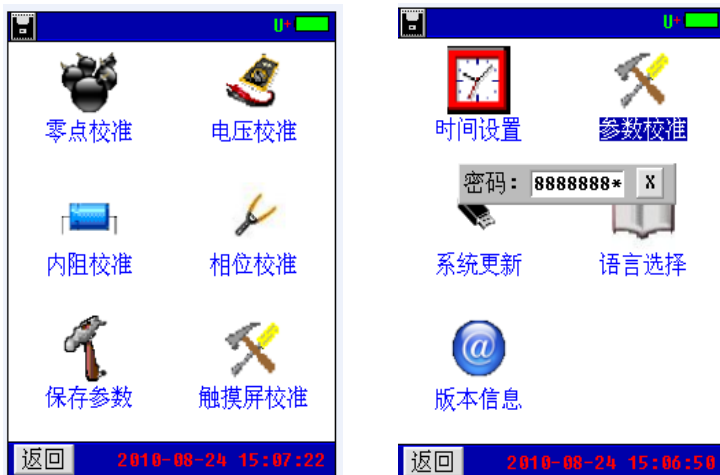 U+
零点校准
电压校准
内阻校准
相位校准
保存参数
触摸屏校准
返回
2010-08-24 15:07:22
U+
时间设置
参数校准
密码：
8888888*
X
系统更新
语言选择
@
版本信息
返回
2010-08-24 15:06:50